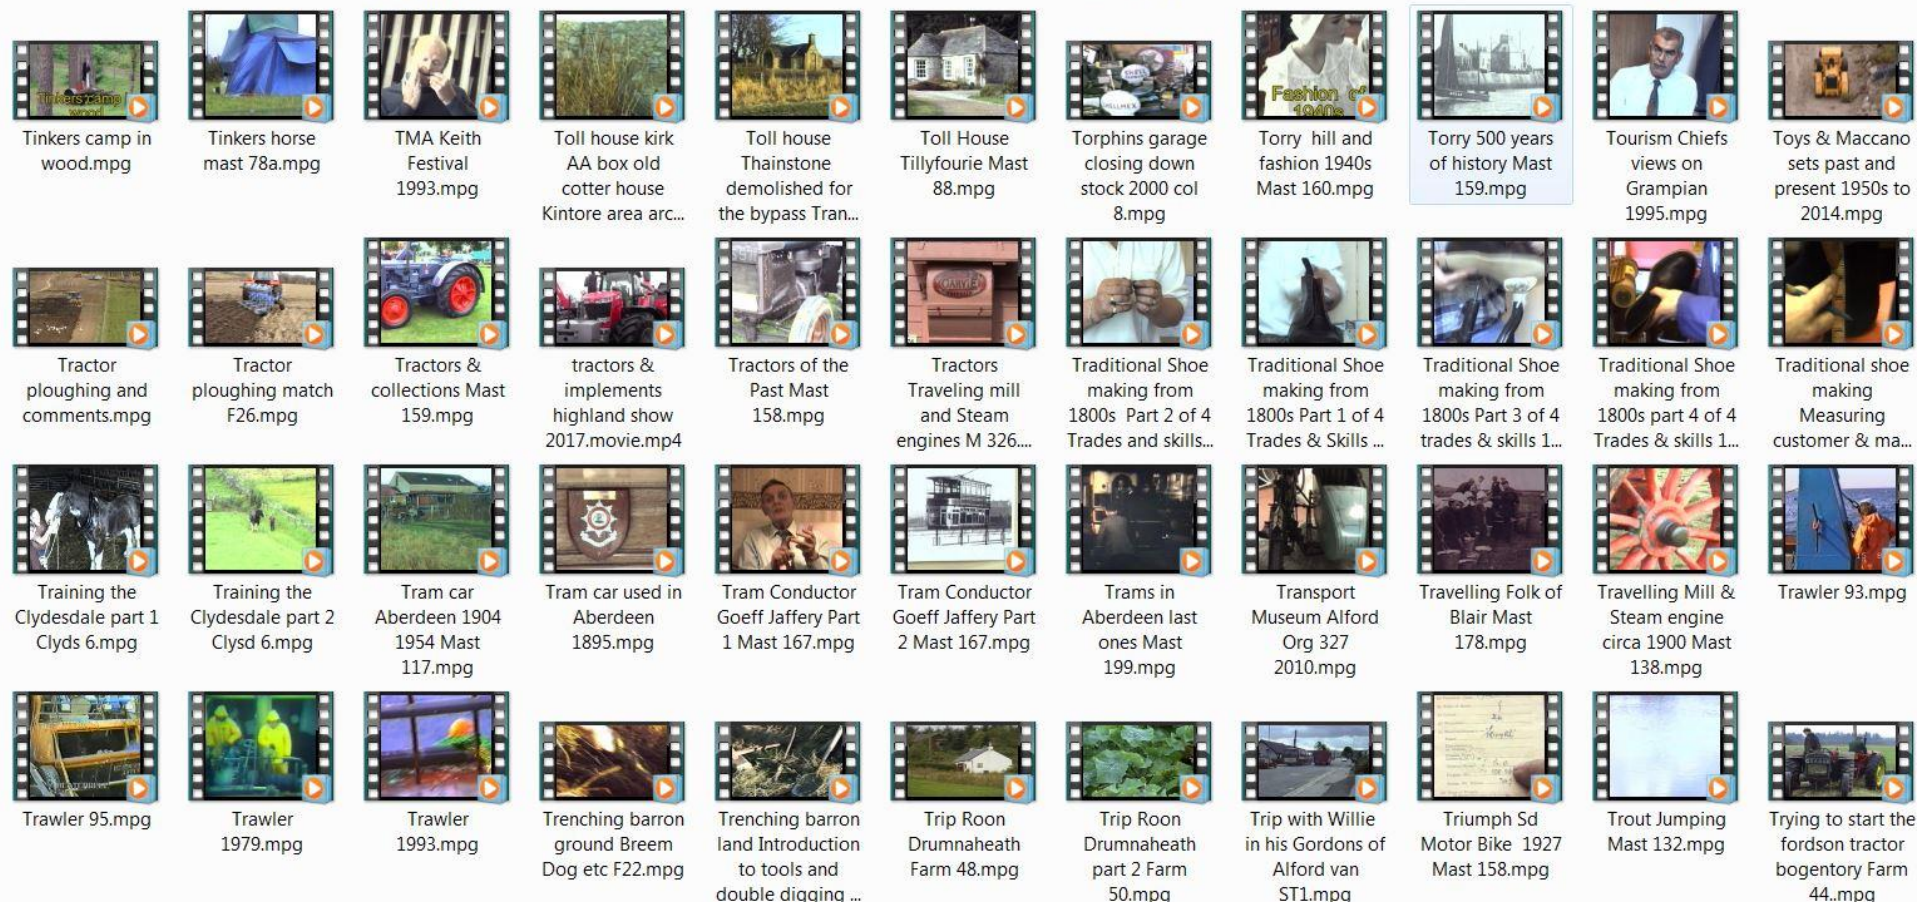 Tinkers camp
wood
Tinkers camp in
wood.mpg
Tinkers horse
mast 78a.mpg
TMA Keith
Festival
1993.mpg
Toll house kirk
AA box old
cotter house
Kintore area arc...
Toll house
Thainstone
demolished for
the bypass Tran...
Toll House
Tillyfourie Mast
88.mpg
Torphins garage
closing down
stock 2000 col
8.mpg
Fashion of
1940s
Torry hill and
fashion 1940s
Mast 160.mpg
Torry 500 years
of history Mast
159.mpg
Tourism Chiefs
views on
Grampian
1995.mpg
Toys & Maccano
sets past and
present 1950s to
2014.mpg
Tractor
ploughing and
comments.mpg
Tractor
ploughing match
F26.mpg
Tractors &
collections Mast
159.mpg
tractors &
implements
highland show
2017.movie.mp4
Tractors of the
Past Mast
158.mpg
GARVIE
Tractors
Traveling mill
and Steam
engines M 326....
Traditional Shoe
making from
1800s Part 2 of 4
Trades and skills...
Traditional Shoe
making from
1800s Part 1 of 4
Trades & Skills ...
Traditional Shoe
making from
1800s Part 3 of 4
trades & skills 1...
Traditional Shoe
making from
1800s part 4 of 4
Trades & skills 1...
Traditional shoe
making
Measuring
customer & ma...
Training the
Clydesdale part 1
Clyds 6.mpg
Training the
Clydesdale part 2
Clysd 6.mpg
Tram car
Aberdeen 1904
1954 Mast
117.mpg
Tram car used in
Aberdeen
1895.mpg
Tram Conductor
Goeff Jaffery Part
1 Mast 167.mpg
Tram Conductor
Goeff Jaffery Part
2 Mast 167.mpg
Trams in
Aberdeen last
ones Mast
199.mpg
Transport
Museum Alford
Org 327
2010.mpg
Travelling Folk of
Blair Mast
178.mpg
Travelling Mill &
Steam engine
circa 1900 Mast
138.mpg
Trawler 93.mpg
Trawler 95.mpg
Trawler
1979.mpg
Trawler
1993.mpg
Trenching barron
ground Breem
Dog etc F22.mpg
Trenching barron
land Introduction
to tools and
double digging ...
Trip Roon
Drumnaheath
Farm 48.mpg
Trip Roon
Drumnaheath
part 2 Farm
50.mpg
Trip with Willie
in his Gordons of
Alford van
ST1.mpg
Triumph Sd
Motor Bike 1927
Mast 158.mpg
Trout Jumping
Mast 132.mpg
Trying to start the
fordson tractor
bogentory Farm
44..mpg